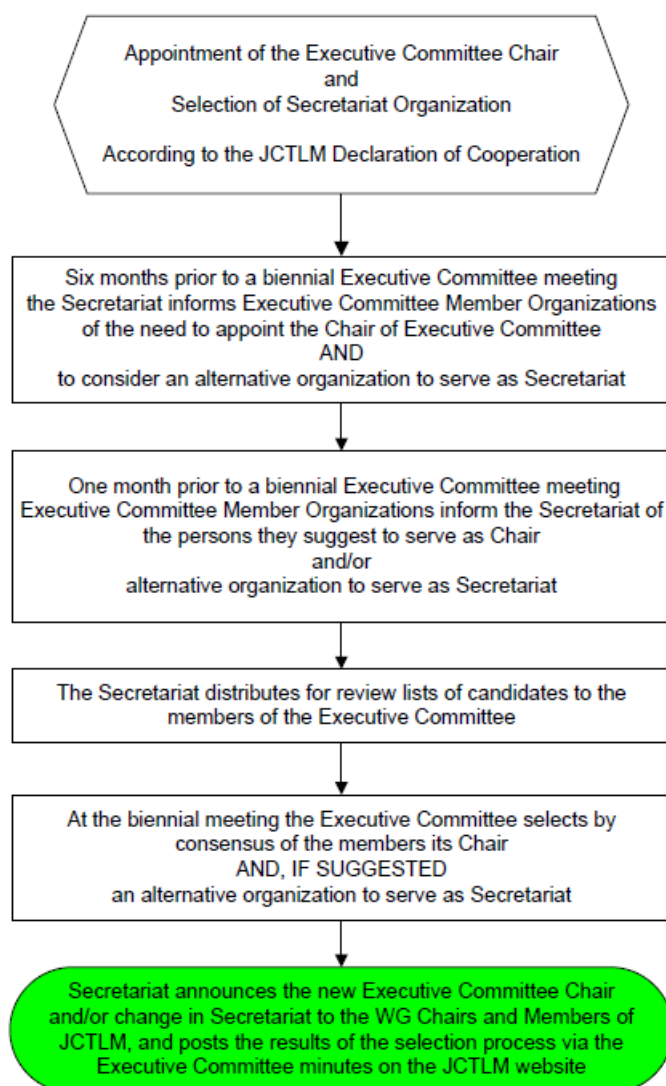 Appointment of the Executive Committee Chair
and
Selection of Secretariat Organization
According to the JCTLM Declaration of Cooperation
Six months prior to a biennial Executive Committee meeting
the Secretariat informs Executive Committee Member Organizations
of the need to appoint the Chair of Executive Committee
AND
to consider an alternative organization to serve as Secretariat
One month prior to a biennial Executive Committee meeting
Executive Committee Member Organizations inform the Secretariat of
the persons they suggest to serve as Chair
and/or
alternative organization to serve as Secretariat
The Secretariat distributes for review lists of candidates to the
members of the Executive Committee
At the biennial meeting the Executive Committee selects by
consensus of the members its Chair
AND, IF SUGGESTED
an alternative organization to serve as Secretariat
Secretariat announces the new Executive Committee Chair
and/or change in Secretariat to the WG Chairs and Members of
JCTLM, and posts the results of the selection process via the
Executive Committee minutes on the JCTLM website